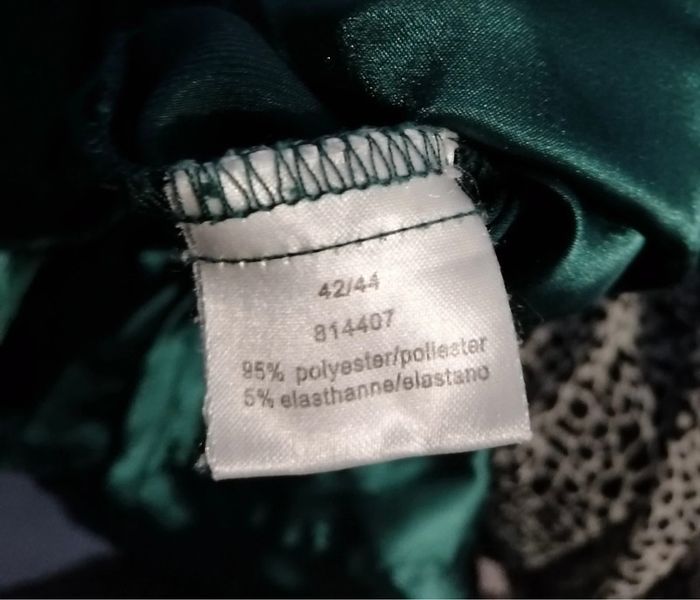 42/44
814407
95% polyester/poliester
5% elasthanne/elastano